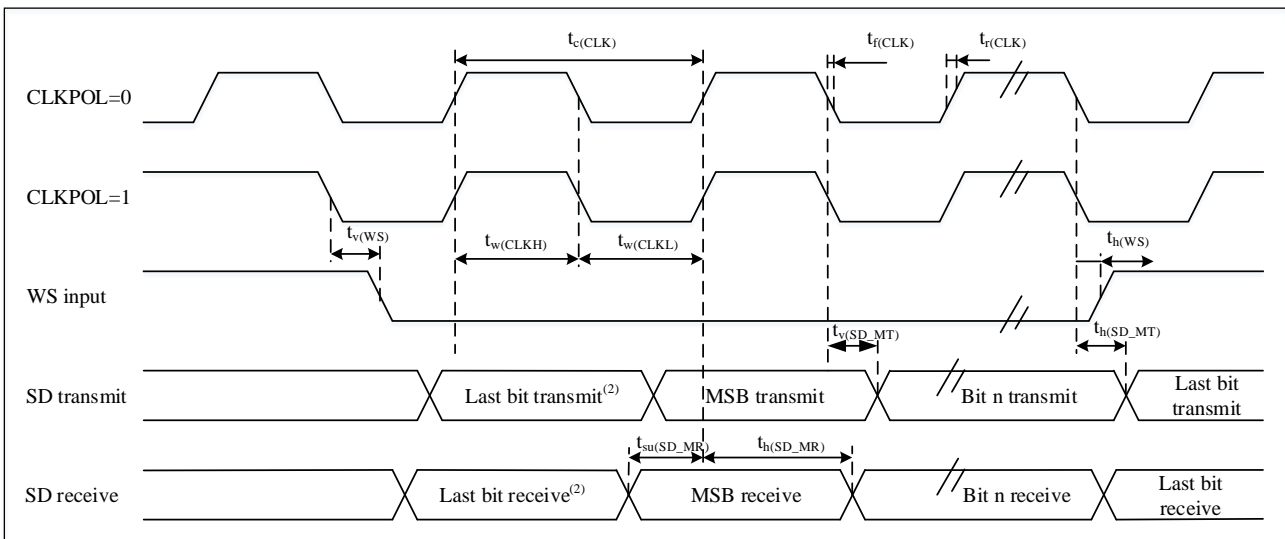 t_c(CLK)
t_f(CLK)
t_r(CLK)
CLKPOL=0
CLKPOL=1
t_v(WS)
t_w(CLKH)
t_w(CLKL)
t_h(WS)
WS input
t_v(SD_MT)
t_h(SD_MT)
SD transmit
Last bit transmit(2)
MSB transmit
Bit n transmit
Last bit
transmit
t_su(SD_MR)
t_h(SD_MR)
SD receive
Last bit receive(2)
MSB receive
Bit n receive
Last bit
receive